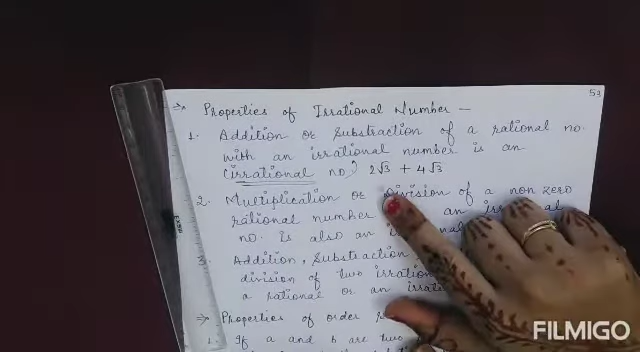 53
→ Properties of Irrational Number —
1. Addition or Substraction of a rational no.
with an irrational number is an
(irrational no) 2√3 + 4√3
2. Multiplication or Division of a non zero
rational number an
no. is also an
3. Addition, Substraction
division of two
a rational or an
⇒ Properties of order
1. If a and b are two
FILMIGO